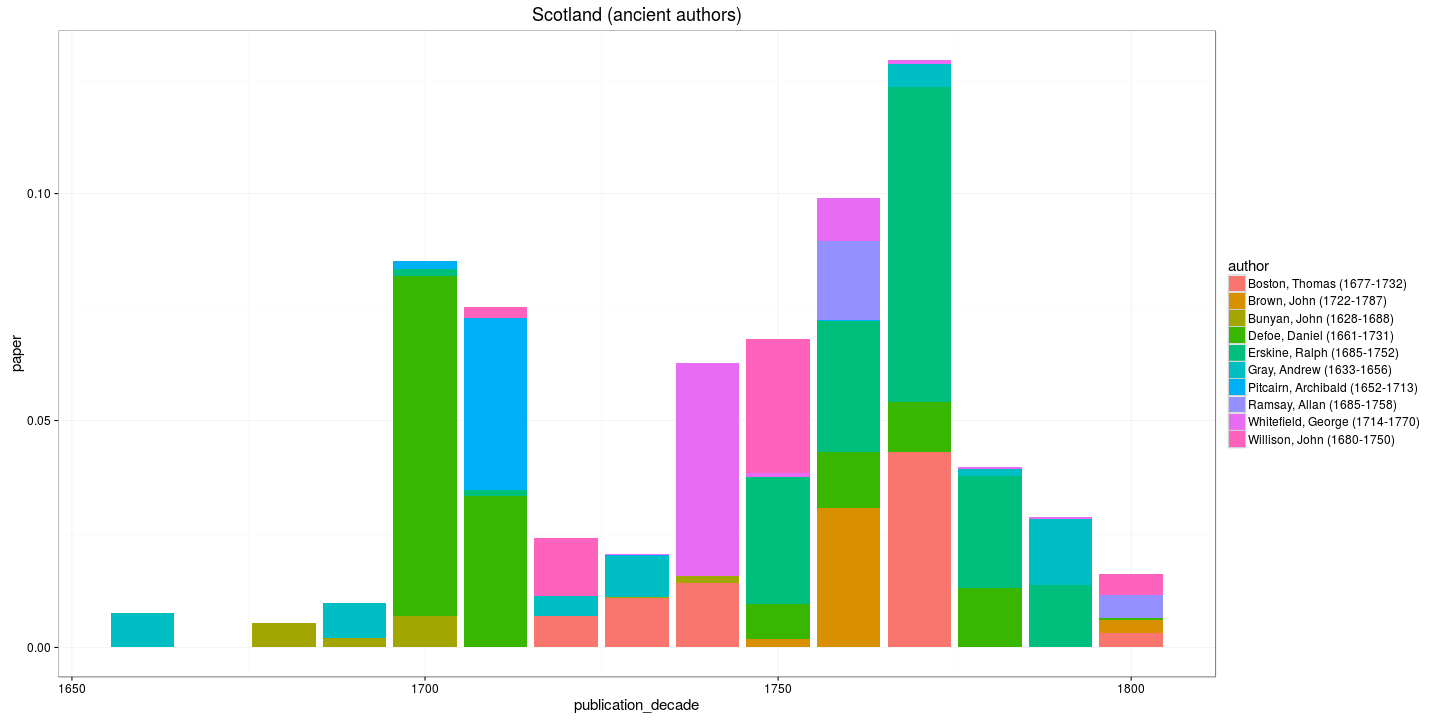 Scotland (ancient authors)
paper
0.10
0.05
0.00
1650
1700
1750
1800
publication_decade
author
Boston, Thomas (1677-1732)
Brown, John (1722-1787)
Bunyan, John (1628-1688)
Defoe, Daniel (1661-1731)
Erskine, Ralph (1685-1752)
Gray, Andrew (1633-1656)
Pitcairn, Archibald (1652-1713)
Ramsay, Allan (1685-1758)
Whitefield, George (1714-1770)
Willison, John (1680-1750)